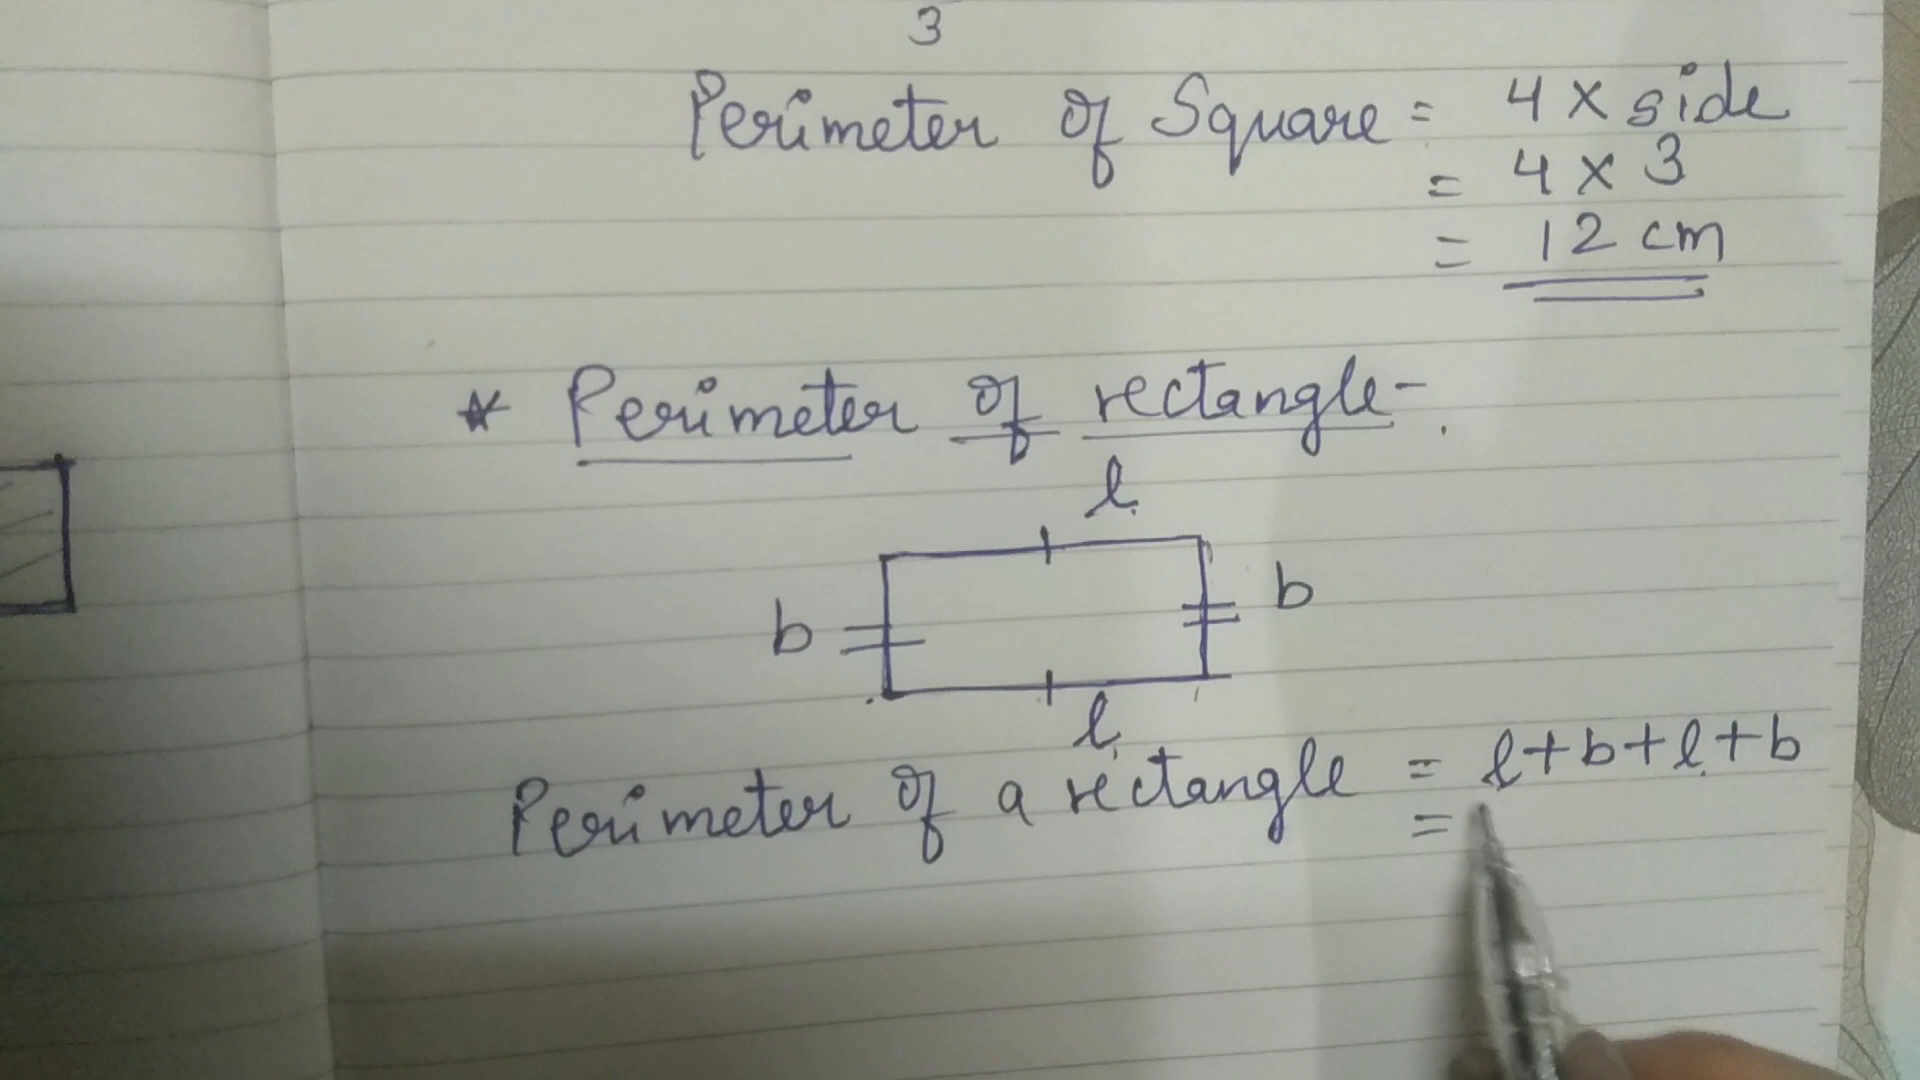 3
Perimeter of Square = 4 × side
= 4 × 3
= 12 cm
* Perimeter of rectangle-.
l
b b
l
Perimeter of a rectangle = l+b+l+b
=